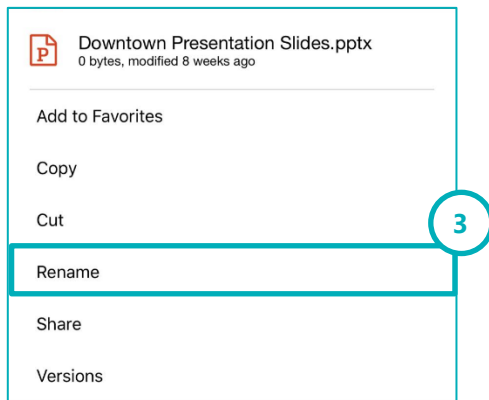 P
Downtown Presentation Slides.pptx
0 bytes, modified 8 weeks ago
Add to Favorites
Copy
Cut
3
Rename
Share
Versions